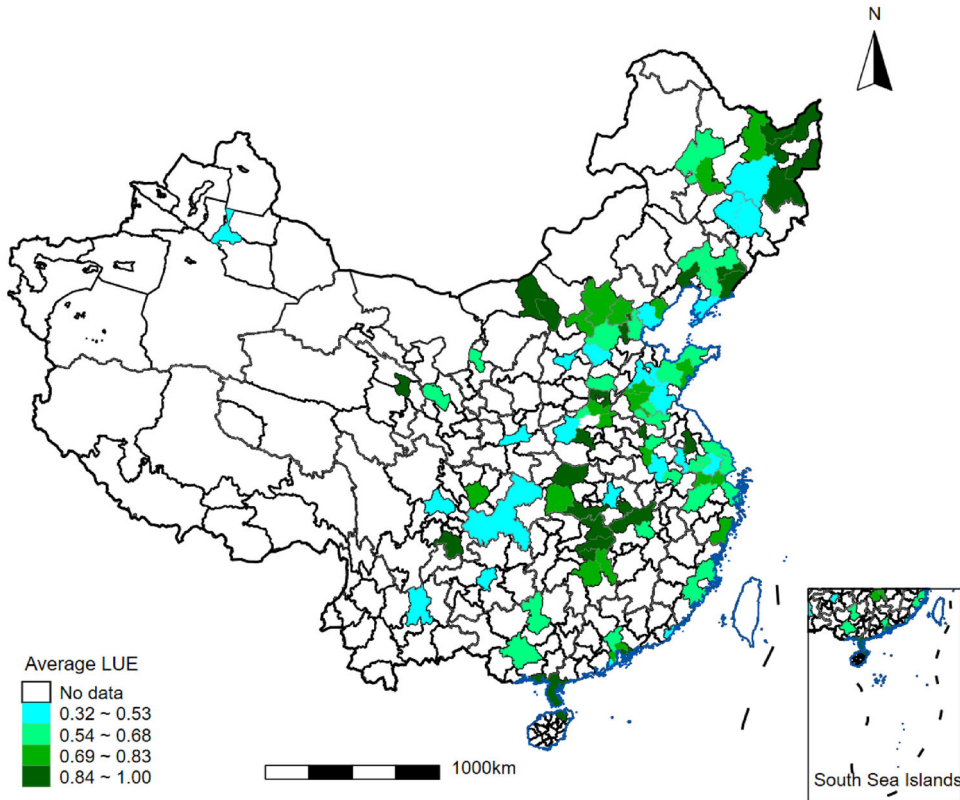 N
Average LUE
No data
0.32 ~ 0.53
0.54 ~ 0.68
0.69 ~ 0.83
0.84 ~ 1.00
1000km
South Sea Islands